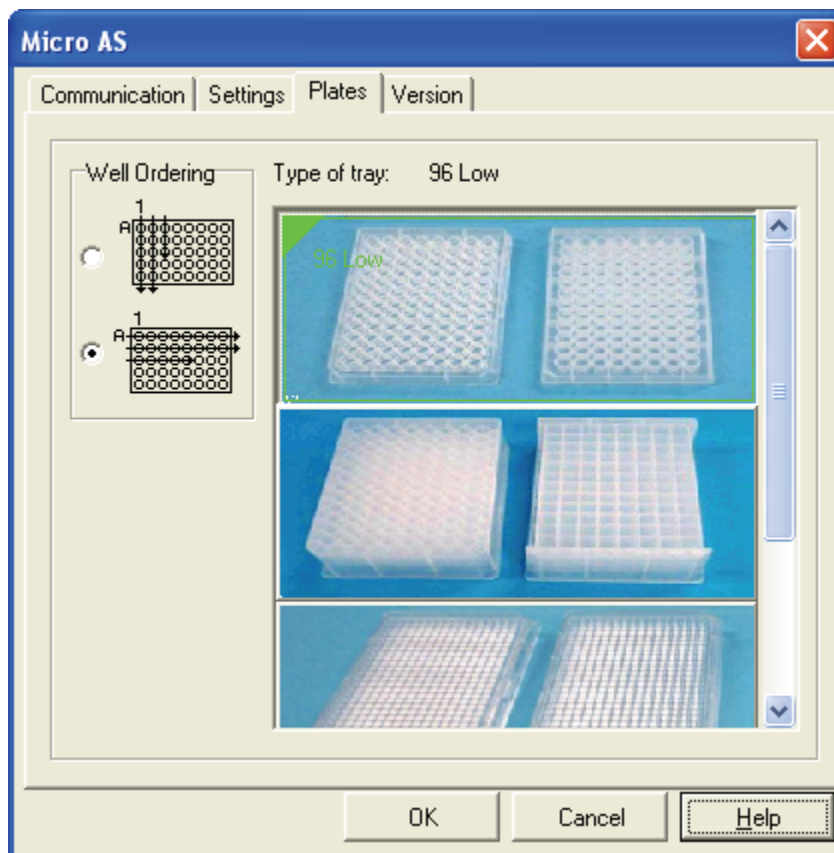 Micro AS
Communication Settings Plates Version
Well Ordering
Type of tray: 96 Low
1
A
1
A
96 Low
OK Cancel Help